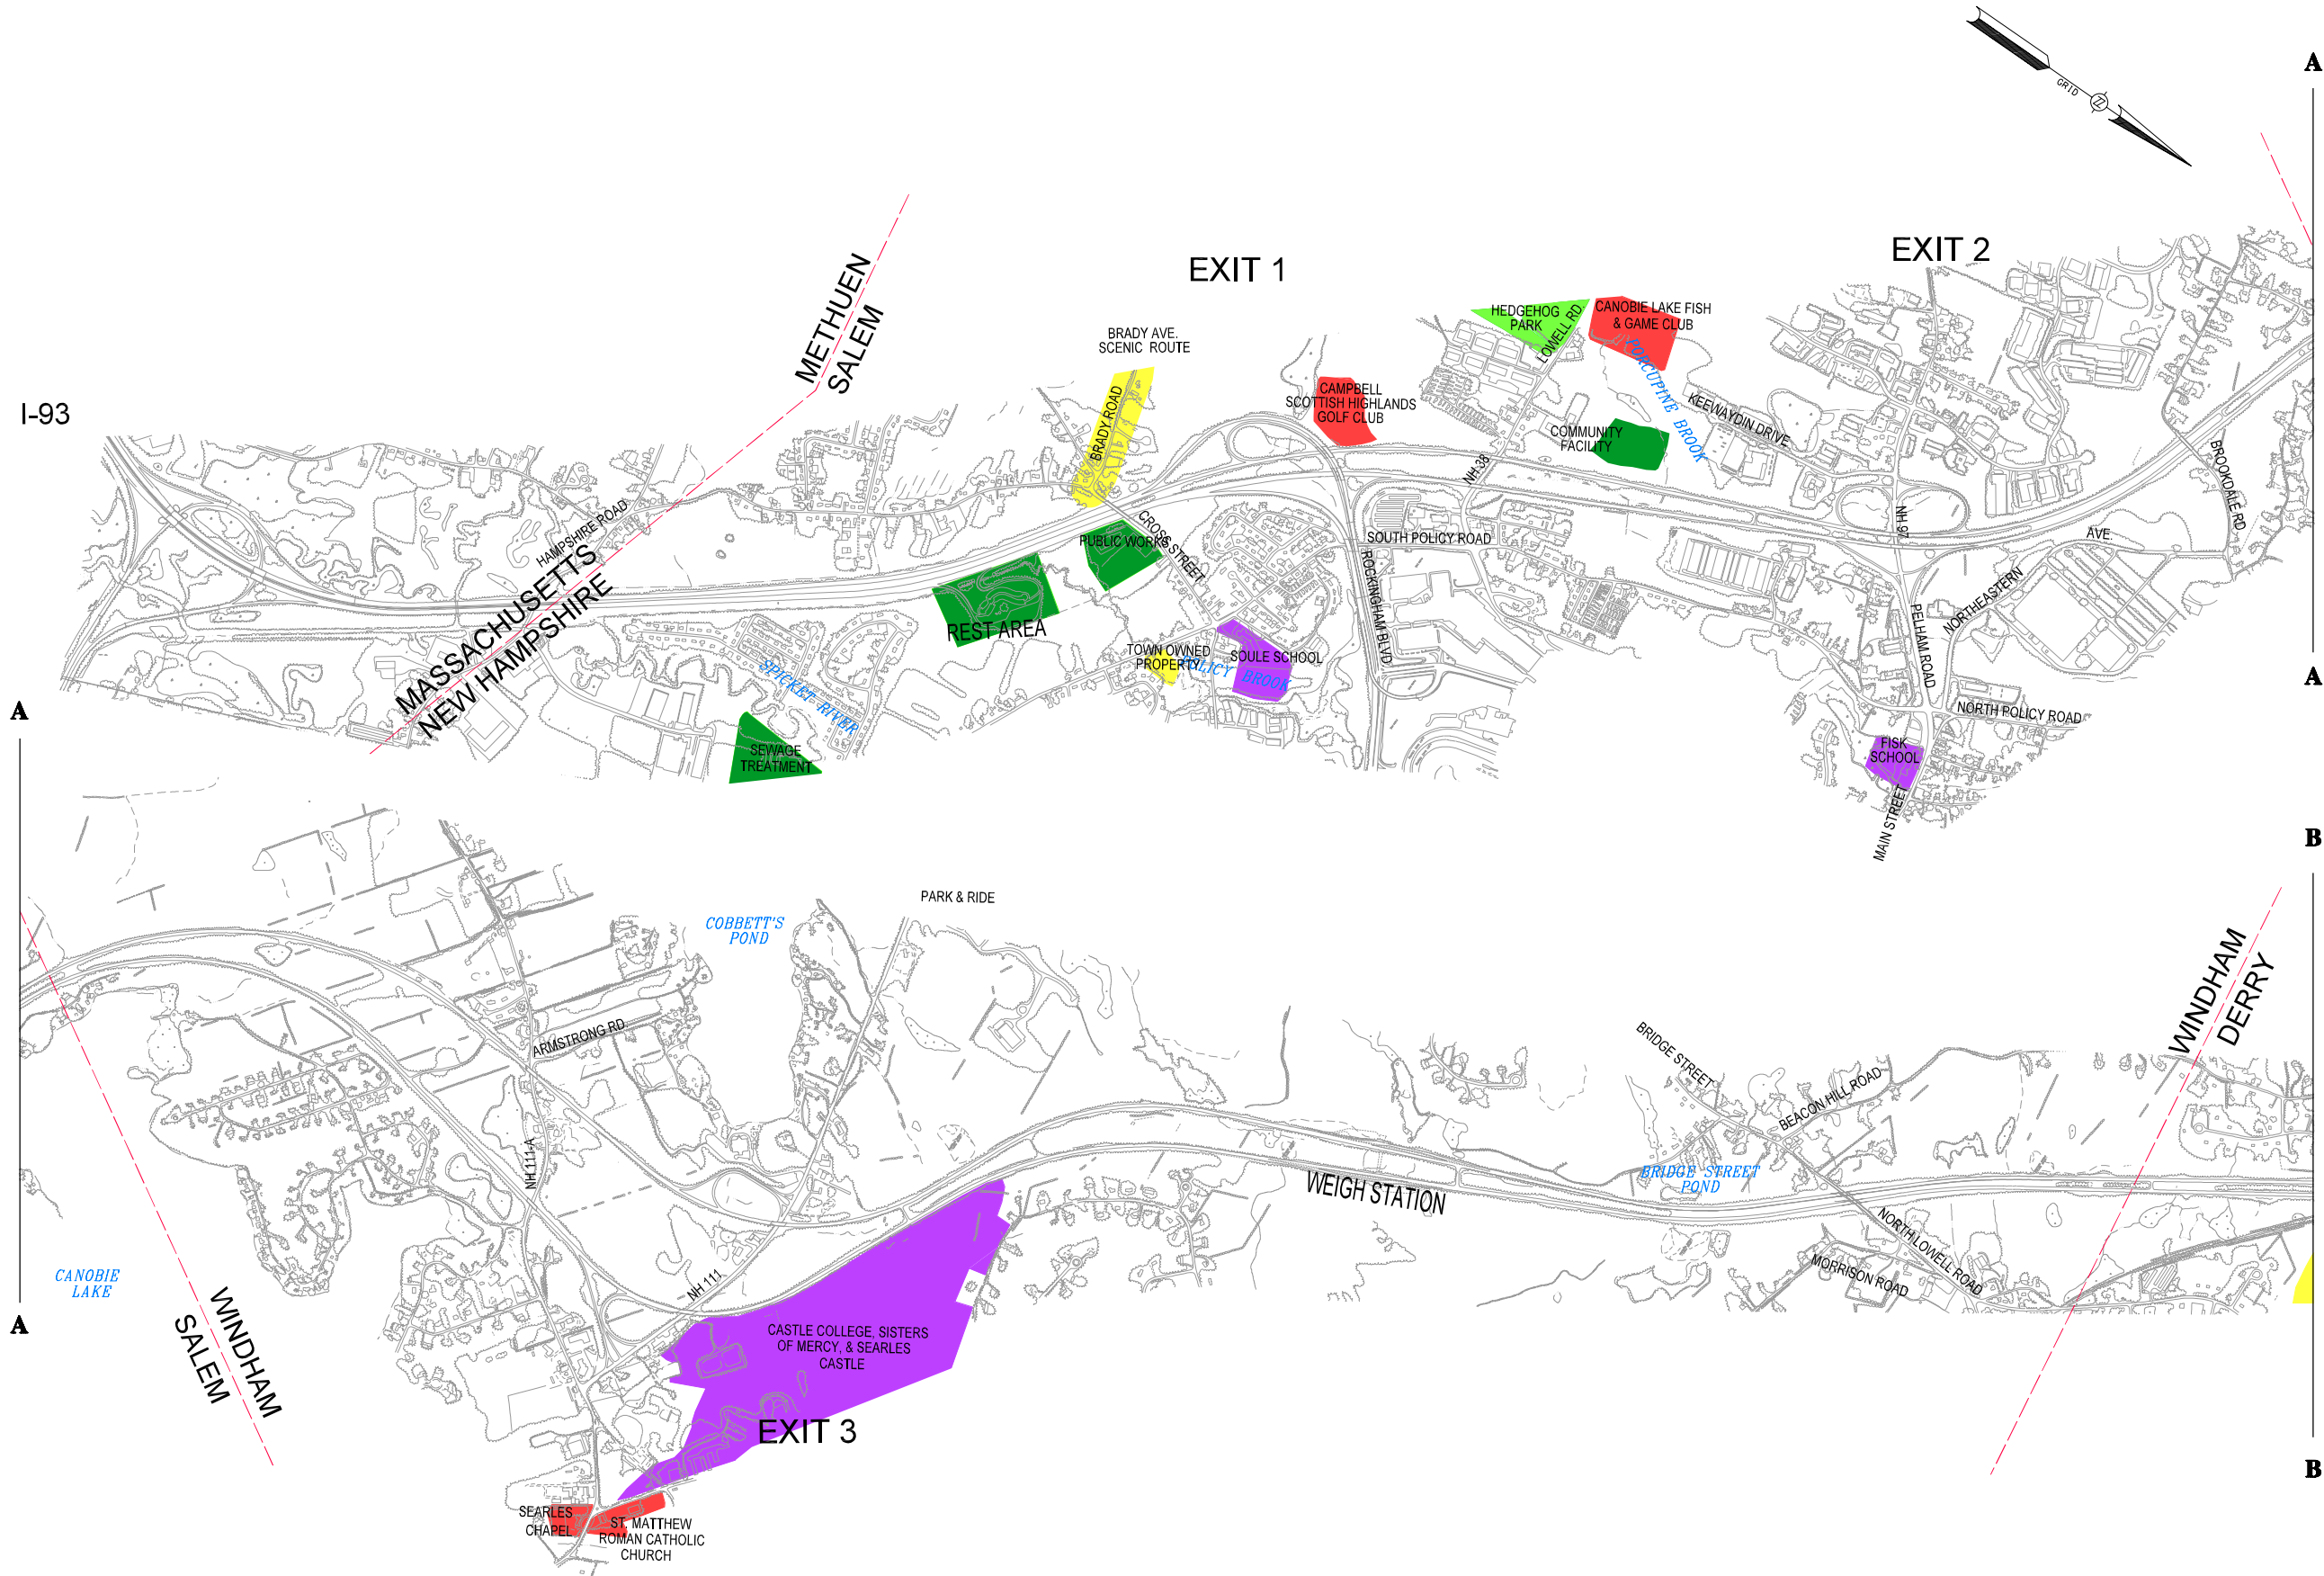 A
GRID
N
EXIT 1
EXIT 2
METHUEN
SALEM
I-93
BRADY AVE.
SCENIC ROUTE
BRADY ROAD
HEDGEHOG
PARK
LOWELL RD.
CANOBIE LAKE FISH
& GAME CLUB
PORCUPINE BROOK
CAMPBELL
SCOTTISH HIGHLANDS
GOLF CLUB
COMMUNITY
FACILITY
KEEWAYDIN DRIVE
NH 38
HAMPSHIRE ROAD
MASSACHUSETTS
NEW HAMPSHIRE
PUBLIC WORKS
CROSS STREET
SOUTH POLICY ROAD
ROCKINGHAM BLVD
NH 97
BROOKDALE RD
NORTHEASTERN
AVE.
PELHAM ROAD
REST AREA
TOWN OWNED
PROPERTY
POLICY BROOK
SOULE SCHOOL
SPICKET RIVER
SEWAGE
TREATMENT
NORTH POLICY ROAD
FISK
SCHOOL
MAIN STREET
A
A
B
PARK & RIDE
COBBETT'S
POND
ARMSTRONG RD.
NH 111-A
NH 111
WEIGH STATION
BRIDGE STREET
BEACON HILL ROAD
BRIDGE STREET
POND
NORTH LOWELL ROAD
MORRISON ROAD
WINDHAM
DERRY
CANOBIE
LAKE
WINDHAM
SALEM
A
CASTLE COLLEGE, SISTERS
OF MERCY, & SEARLES
CASTLE
EXIT 3
SEARLES
CHAPEL
ST. MATTHEW
ROMAN CATHOLIC
CHURCH
B